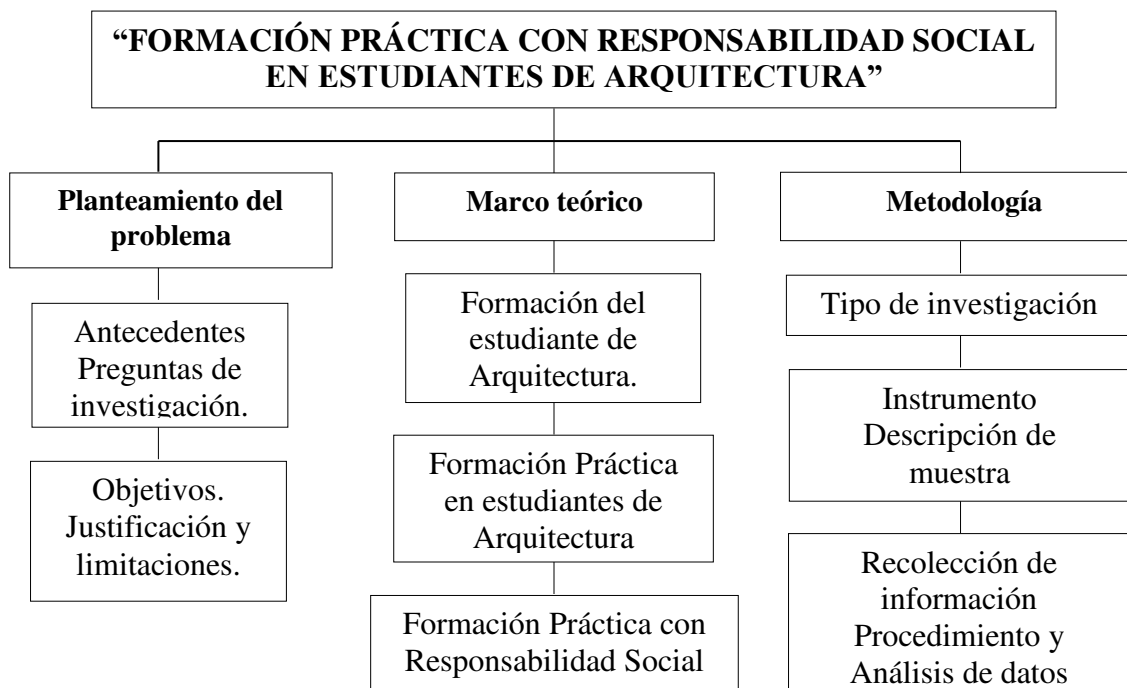 “FORMACIÓN PRÁCTICA CON RESPONSABILIDAD SOCIAL
EN ESTUDIANTES DE ARQUITECTURA”
Planteamiento del
problema
Antecedentes
Preguntas de
investigación.
Objetivos.
Justificación y
limitaciones.
Marco teórico
Formación del
estudiante de
Arquitectura.
Formación Práctica
en estudiantes de
Arquitectura
Formación Práctica con
Responsabilidad Social
Metodología
Tipo de investigación
Instrumento
Descripción de
muestra
Recolección de
información
Procedimiento y
Análisis de datos